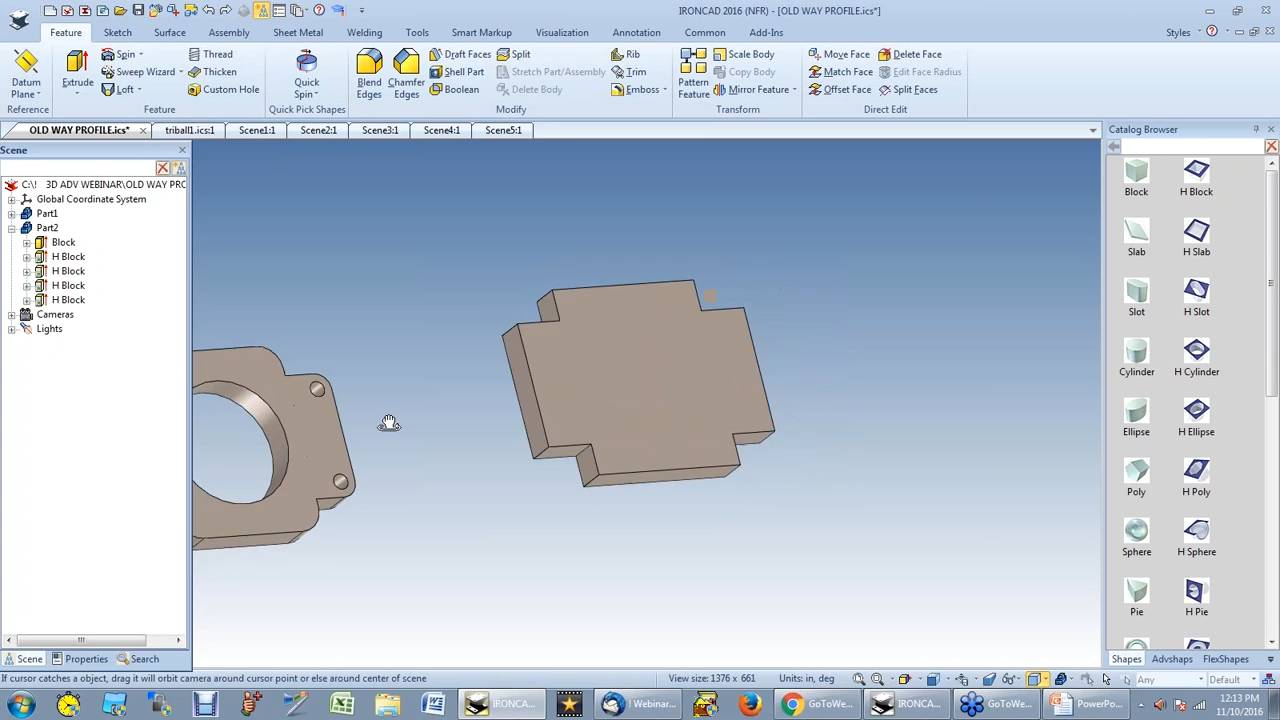 IRONCAD 2016 (NFR) - [OLD WAY PROFILE.ics*]
Feature Sketch Surface Assembly Sheet Metal Welding Tools Smart Markup Visualization Annotation Common Add-Ins Styles
Datum Plane
Reference
Extrude
Spin
Sweep Wizard
Loft
Thread
Thicken
Custom Hole
Feature
Quick Spin
Quick Pick Shapes
Blend Edges
Chamfer Edges
Draft Faces
Shell Part
Boolean
Split
Stretch Part/Assembly
Delete Body
Rib
Trim
Emboss
Modify
Pattern Feature
Scale Body
Copy Body
Mirror Feature
Transform
Move Face
Match Face
Offset Face
Delete Face
Edit Face Radius
Split Faces
Direct Edit
OLD WAY PROFILE.ics* triball1.ics:1 Scene1:1 Scene2:1 Scene3:1 Scene4:1 Scene5:1
Scene
C:\! 3D ADV WEBINAR\OLD WAY PRO
Global Coordinate System
Part1
Part2
Block
H Block
H Block
H Block
H Block
Cameras
Lights
Scene Properties Search
Catalog Browser
Block H Block
Slab H Slab
Slot H Slot
Cylinder H Cylinder
Ellipse H Ellipse
Poly H Poly
Sphere H Sphere
Pie H Pie
Shapes Advshaps FlexShapes
If cursor catches a object, drag it will orbit camera around cursor point or else around center of scene.
View size: 1376 x 661
Units: in, deg
Any
Default
IRONCA...
! Webinar...
GoToWe...
IRONCA...
GoToWe...
PowerPo...
12:13 PM
11/10/2016